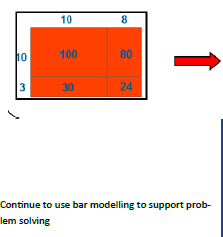 10 8
10 100 80
3 30 24
Continue to use bar modelling to support prob-
lem solving